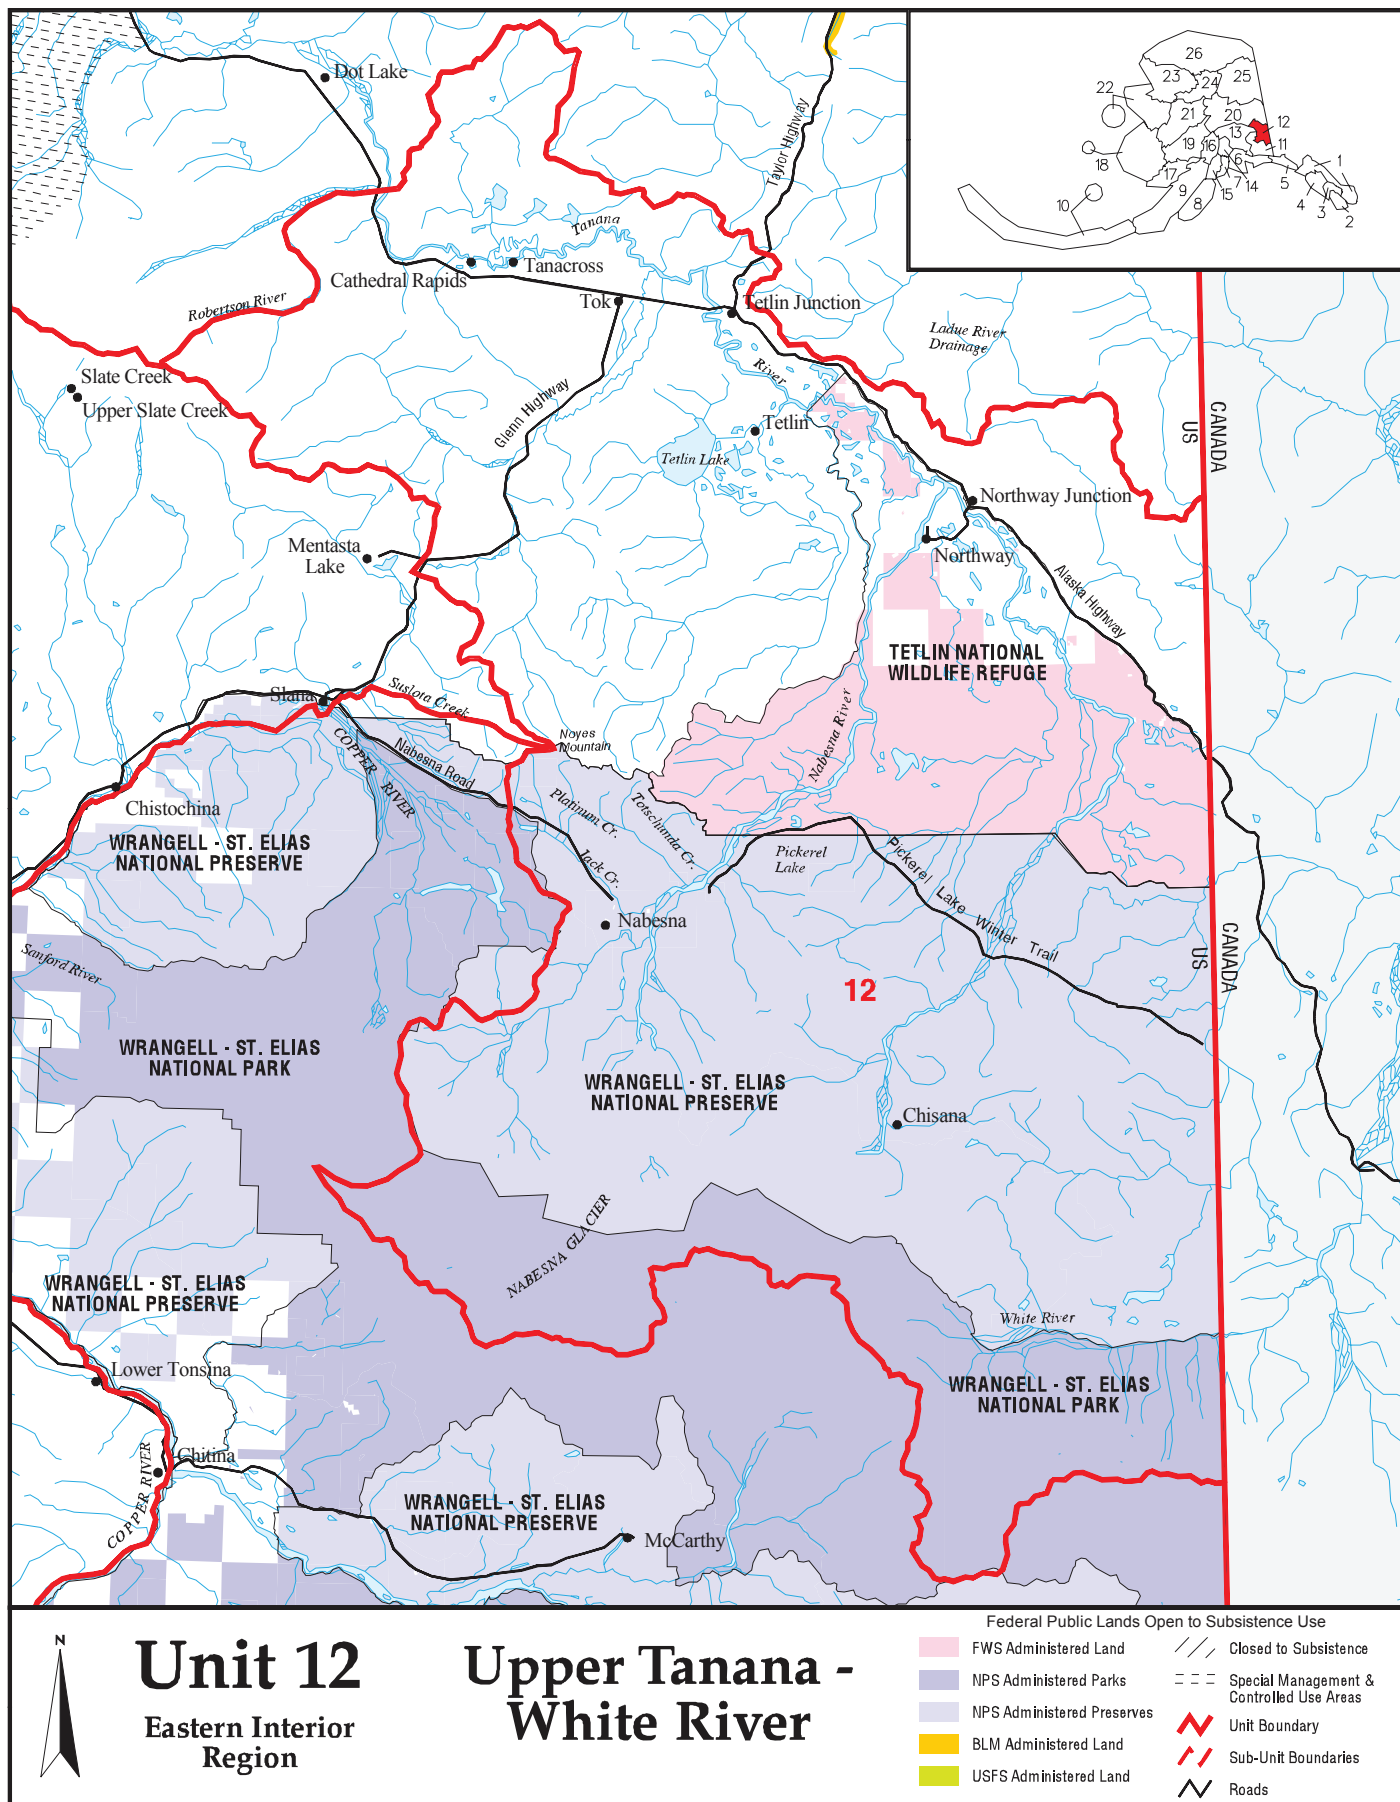 Dot Lake
Taylor Highway
Tanana
Tanacross
Cathedral Rapids
Tok
Tetlin Junction
Robertson River
Ladue River
Drainage
River
Slate Creek
Upper Slate Creek
Glenn Highway
Tetlin
Tetlin Lake
CANADA
US
Northway Junction
Mentasta
Lake
Northway
Alaska Highway
TETLIN NATIONAL
WILDLIFE REFUGE
Slana
Suslota Creek
Nabesna River
Noyes
Mountain
COPPER RIVER
Nabesna Road
Chistochina
Platinum Cr.
Totschunda Cr.
WRANGELL - ST. ELIAS
NATIONAL PRESERVE
Jack Cr.
Pickerel
Lake
Pickerel Lake Winter Trail
Nabesna
Sanford River
CANADA
US
12
WRANGELL - ST. ELIAS
NATIONAL PARK
WRANGELL - ST. ELIAS
NATIONAL PRESERVE
Chisana
NABESNA GLACIER
WRANGELL - ST. ELIAS
NATIONAL PRESERVE
White River
Lower Tonsina
WRANGELL - ST. ELIAS
NATIONAL PARK
Chitina
COPPER RIVER
WRANGELL - ST. ELIAS
NATIONAL PRESERVE
McCarthy
26
23
24
25
22
21
20
12
13
19
16
11
18
17
6
1
9
7
14
15
5
10
8
4
3
2
N
Unit 12
Eastern Interior
Region
Upper Tanana -
White River
Federal Public Lands Open to Subsistence Use
FWS Administered Land
NPS Administered Parks
NPS Administered Preserves
BLM Administered Land
USFS Administered Land
Closed to Subsistence
Special Management &
Controlled Use Areas
Unit Boundary
Sub-Unit Boundaries
Roads